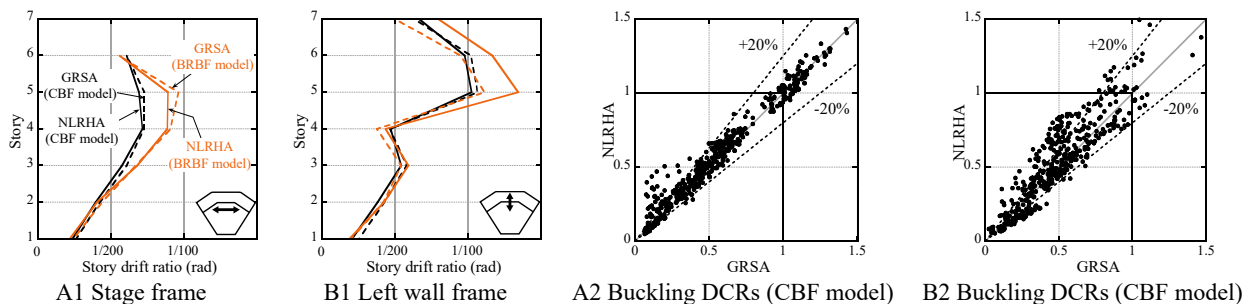 7
6
5
4
3
2
1
Story
GRSA
(BRBF model)
GRSA
(CBF model)
NLRHA
(CBF model)
NLRHA
(BRBF model)
0
1/200
1/100
Story drift ratio (rad)
A1 Stage frame
7
6
5
4
3
2
1
Story
0
1/200
1/100
Story drift ratio (rad)
B1 Left wall frame
1.5
1
0.5
0
NLRHA
+20%
-20%
0.5
1
1.5
GRSA
A2 Buckling DCRs (CBF model)
1.5
1
0.5
0
NLRHA
+20%
-20%
0
0.5
1
1.5
GRSA
B2 Buckling DCRs (CBF model)